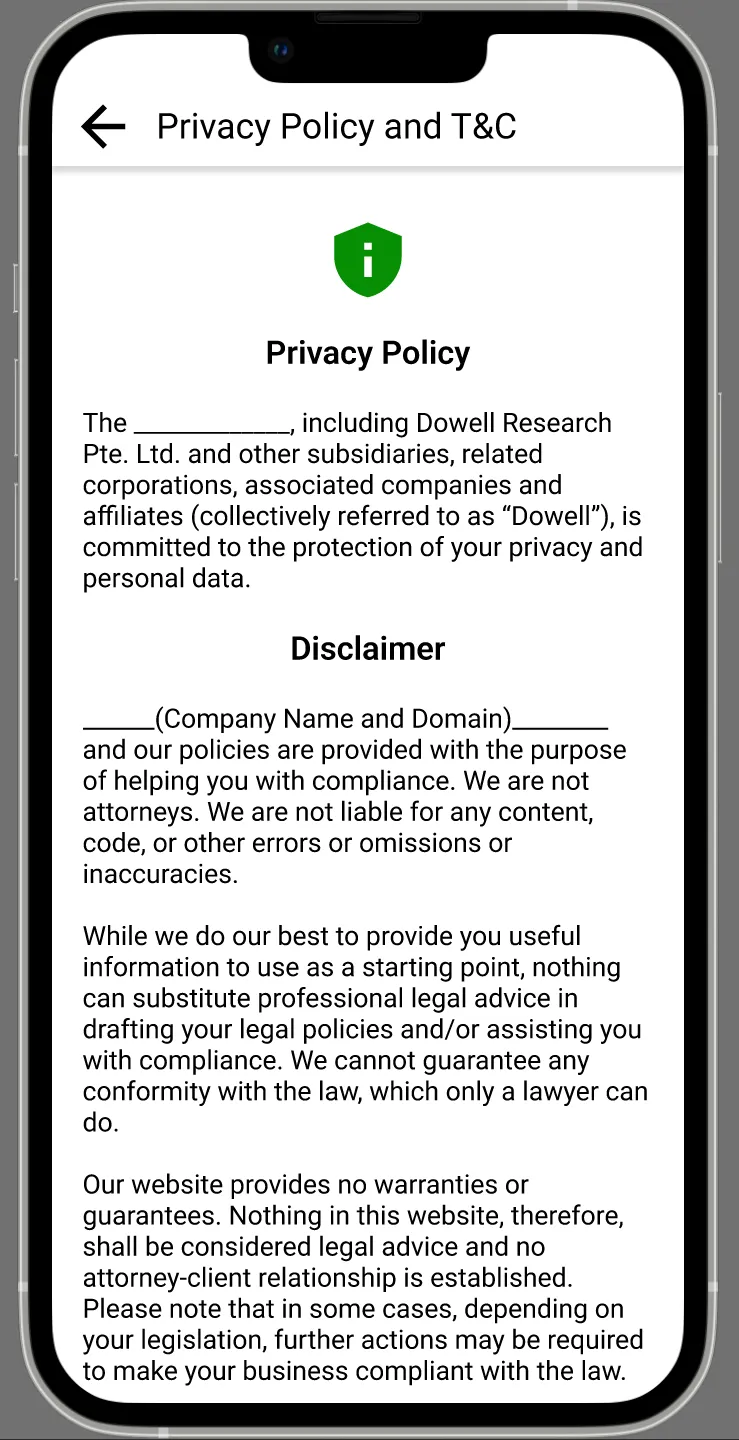 Privacy Policy and T&C
Privacy Policy
The _____________, including Dowell Research
Pte. Ltd. and other subsidiaries, related
corporations, associated companies and
affiliates (collectively referred to as “Dowell”), is
committed to the protection of your privacy and
personal data.
Disclaimer
______(Company Name and Domain)________
and our policies are provided with the purpose
of helping you with compliance. We are not
attorneys. We are not liable for any content,
code, or other errors or omissions or
inaccuracies.
While we do our best to provide you useful
information to use as a starting point, nothing
can substitute professional legal advice in
drafting your legal policies and/or assisting you
with compliance. We cannot guarantee any
conformity with the law, which only a lawyer can
do.
Our website provides no warranties or
guarantees. Nothing in this website, therefore,
shall be considered legal advice and no
attorney-client relationship is established.
Please note that in some cases, depending on
your legislation, further actions may be required
to make your business compliant with the law.